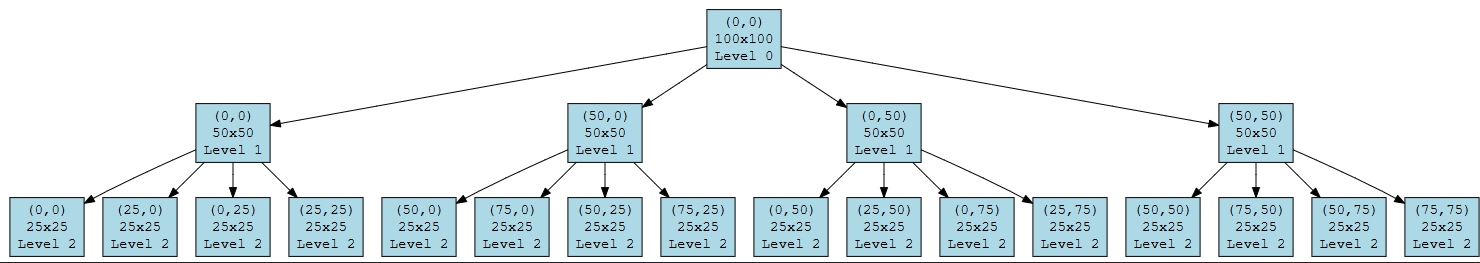 (0,0)
100x100
Level 0
(0,0)
50x50
Level 1
(50,0)
50x50
Level 1
(0,50)
50x50
Level 1
(50,50)
50x50
Level 1
(0,0)
25x25
Level 2
(25,0)
25x25
Level 2
(0,25)
25x25
Level 2
(25,25)
25x25
Level 2
(50,0)
25x25
Level 2
(75,0)
25x25
Level 2
(50,25)
25x25
Level 2
(75,25)
25x25
Level 2
(0,50)
25x25
Level 2
(25,50)
25x25
Level 2
(0,75)
25x25
Level 2
(25,75)
25x25
Level 2
(50,50)
25x25
Level 2
(75,50)
25x25
Level 2
(50,75)
25x25
Level 2
(75,75)
25x25
Level 2